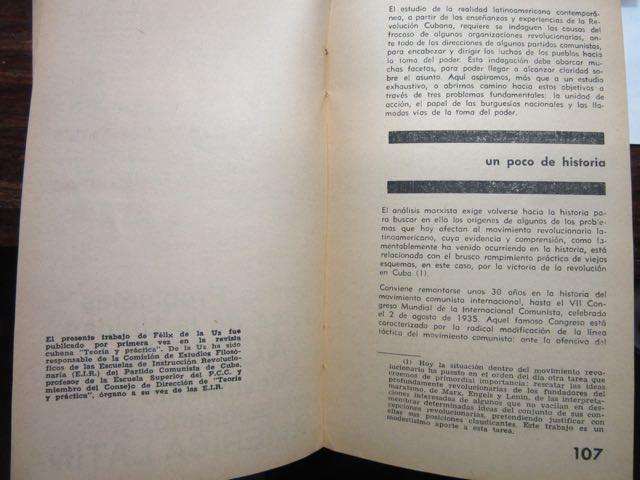 El presente trabajo de Félix de la Uz fue
publicado por primera vez en la revista
cubana "Teoría y práctica". De la Uz ha sido
responsable de la Comisión de Estudios Filosó-
ficos de las Escuelas de Instrucción Revolucio-
naria (E.I.R.) del Partido Comunista de Cuba,
profesor de la Escuela Superior del P.C.C. y
miembro del Consejo de Dirección de "Teoría
y práctica", órgano a su vez de las E.I.R.
El estudio de la realidad latinoamericana contemporá-
nea, a partir de las enseñanzas y experiencias de la Re-
volución Cubana, requiere se indaguen las causas del
fracaso de algunas organizaciones revolucionarias, an-
te todo de las direcciones de algunos partidos comunistas,
para encabezar y dirigir las luchas de los pueblos hacia
la toma del poder. Esta indagación debe abarcar mu-
chas facetas, para poder llegar a alcanzar claridad so-
bre el asunto. Aquí aspiramos, más que a un estudio
exhaustivo, a abrirnos camino hacia estos objetivos a
través de tres problemas fundamentales: la unidad de
acción, el papel de las burguesías nacionales y las lla-
madas vías de la toma del poder.
un poco de historia
El análisis marxista exige volverse hacia la historia pa-
ra buscar en ella los orígenes de algunos de los prob'e-
mas que hoy afectan al movimiento revolucionario la-
tinoamericano, cuya evidencia y comprensión, como la-
mentablemente ha venido ocurriendo en la historia, está
relacionada con el brusco rompimiento práctico de viejos
esquemas, en este caso, por la victoria de la revolución
en Cuba (1).
Conviene remontarse unos 30 años en la historia del
movimiento comunista internacional, hasta el VII Con-
greso Mundial de la Internacional Comunista, celebrado
el 2 de agosto de 1935. Aquel famoso Congreso está
caracterizado por la radical modificación de la línea
táctica del movimiento comunista: ante la ofensiva del
(1) Hoy la situación dentro del movimiento revo-
lucionario ha puesto en el orden del día otra tarea que
creemos de primordial importancia: rescatar las ideas
profundamente revolucionarias de los fundadores del
marxismo, de Marx, Engels y Lenin, de las interpreta-
ciones interesadas de algunos que no vacilan en des-
membrar determinadas ideas del conjunto de sus con-
cepciones revolucionarias, pretendiendo justificar con
ellas sus posiciones claudicantes. Este trabajo es un
modestísimo aporte a esta tarea.
107